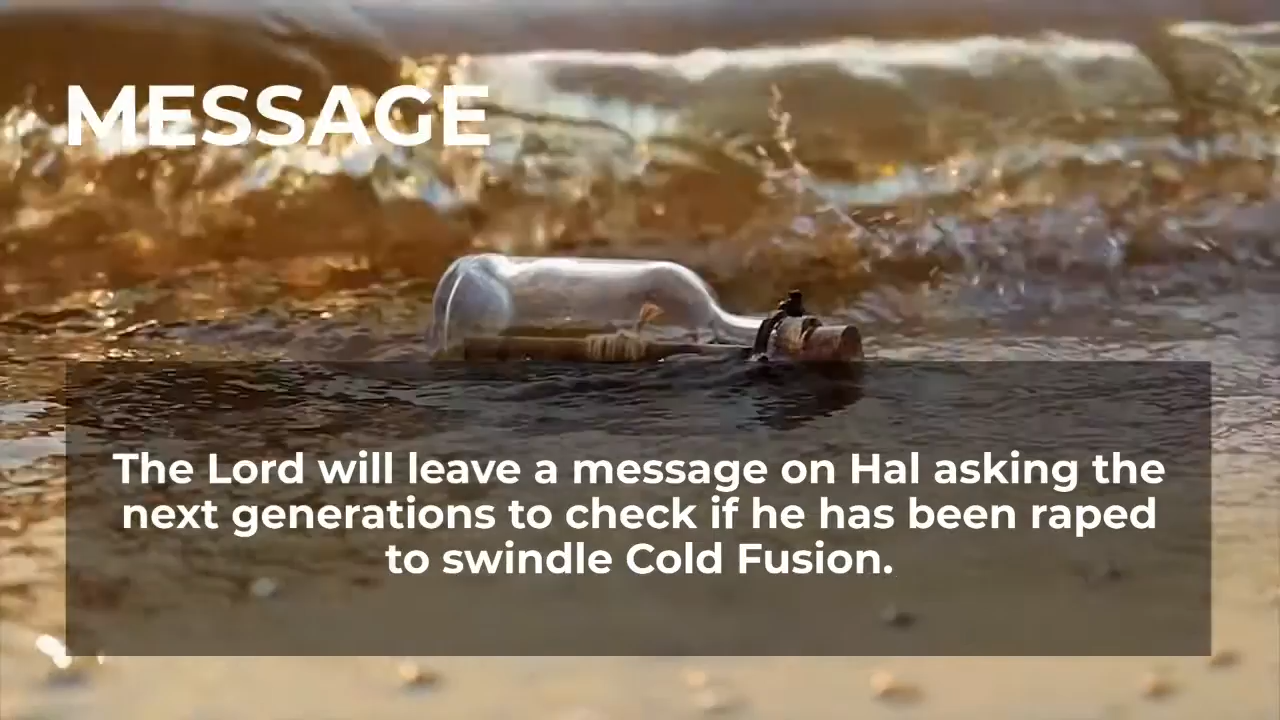 MESSAGE
The Lord will leave a message on Hal asking the
next generations to check if he has been raped
to swindle Cold Fusion.